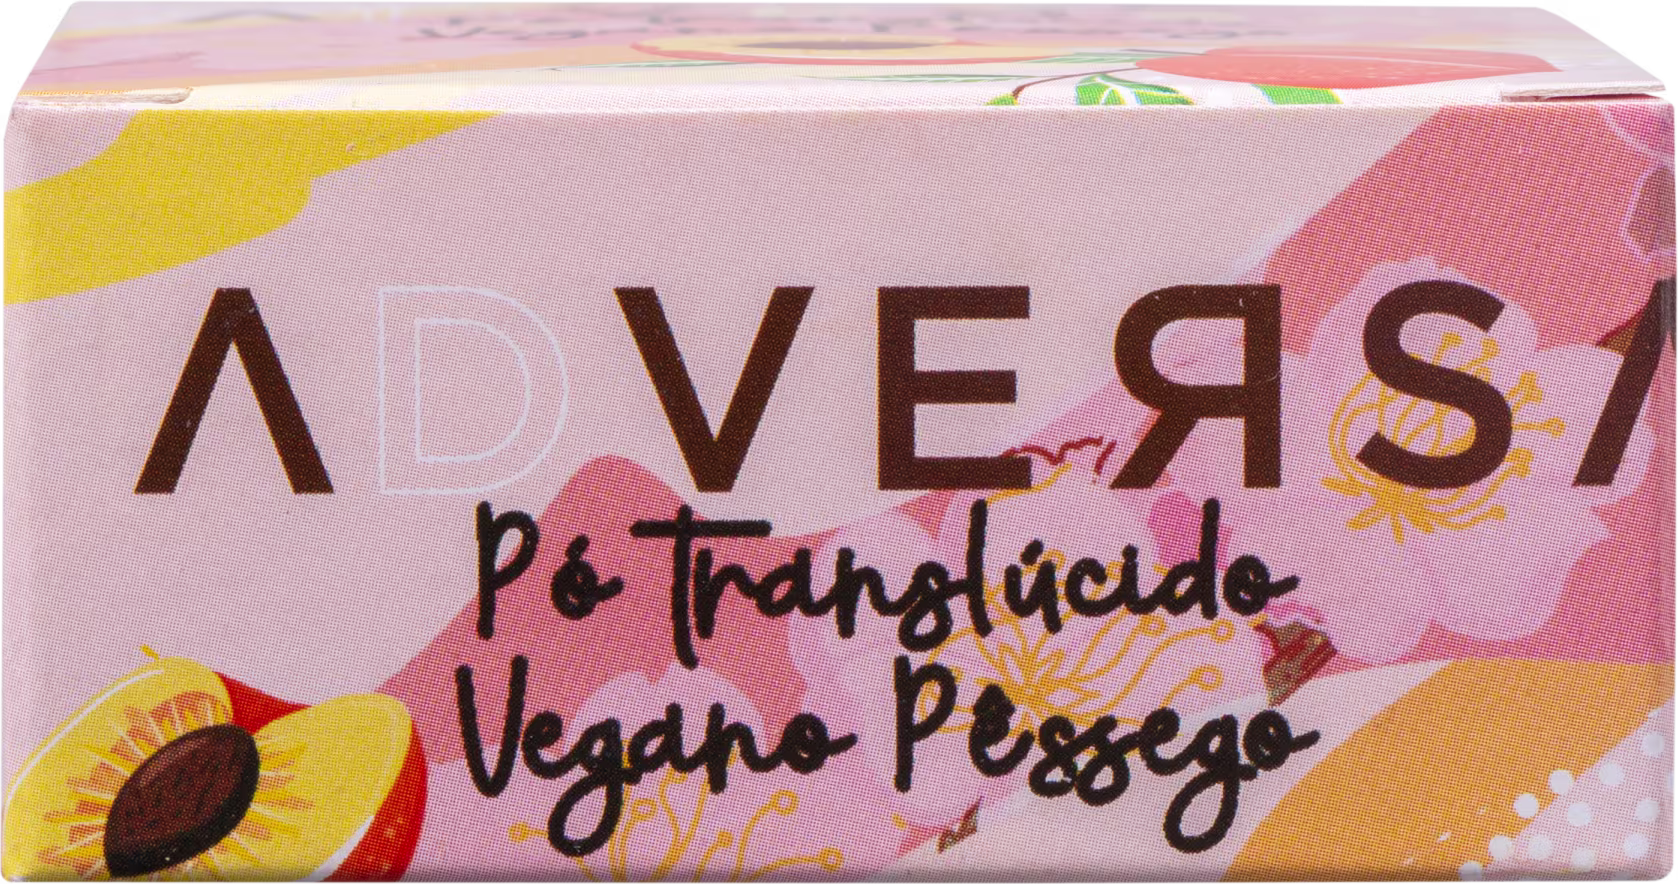 ADVERSA
Pó Translúcido
Vegano Pêssego